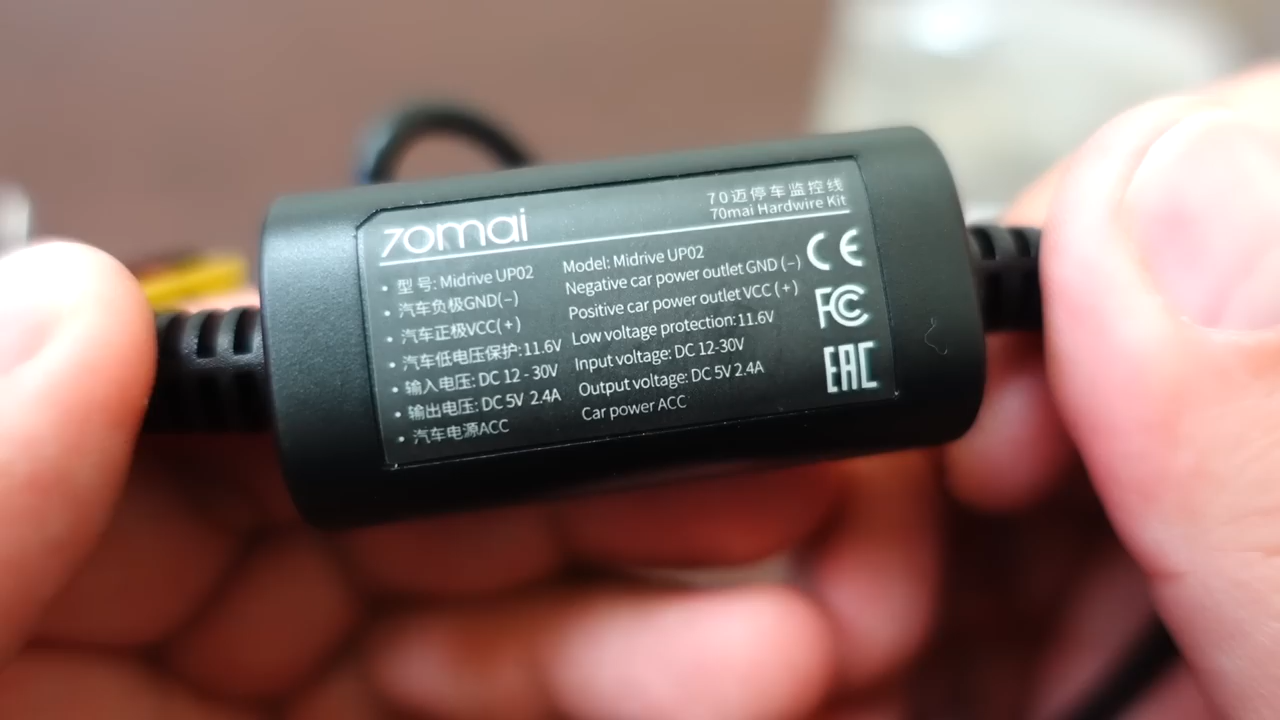 70mai
70迈停车监控线
70mai Hardwire Kit
• 型号: Midrive UP02
• 汽车负极GND(–)
• 汽车正极VCC(+)
• 汽车低电压保护:11.6V
• 输入电压: DC 12 - 30V
• 输出电压: DC 5V 2.4A
• 汽车电源ACC
Model: Midrive UP02
Negative car power outlet GND (–)
Positive car power outlet VCC (+)
Low voltage protection:11.6V
Input voltage: DC 12-30V
Output voltage: DC 5V 2.4A
Car power ACC
CE
FC
EAC